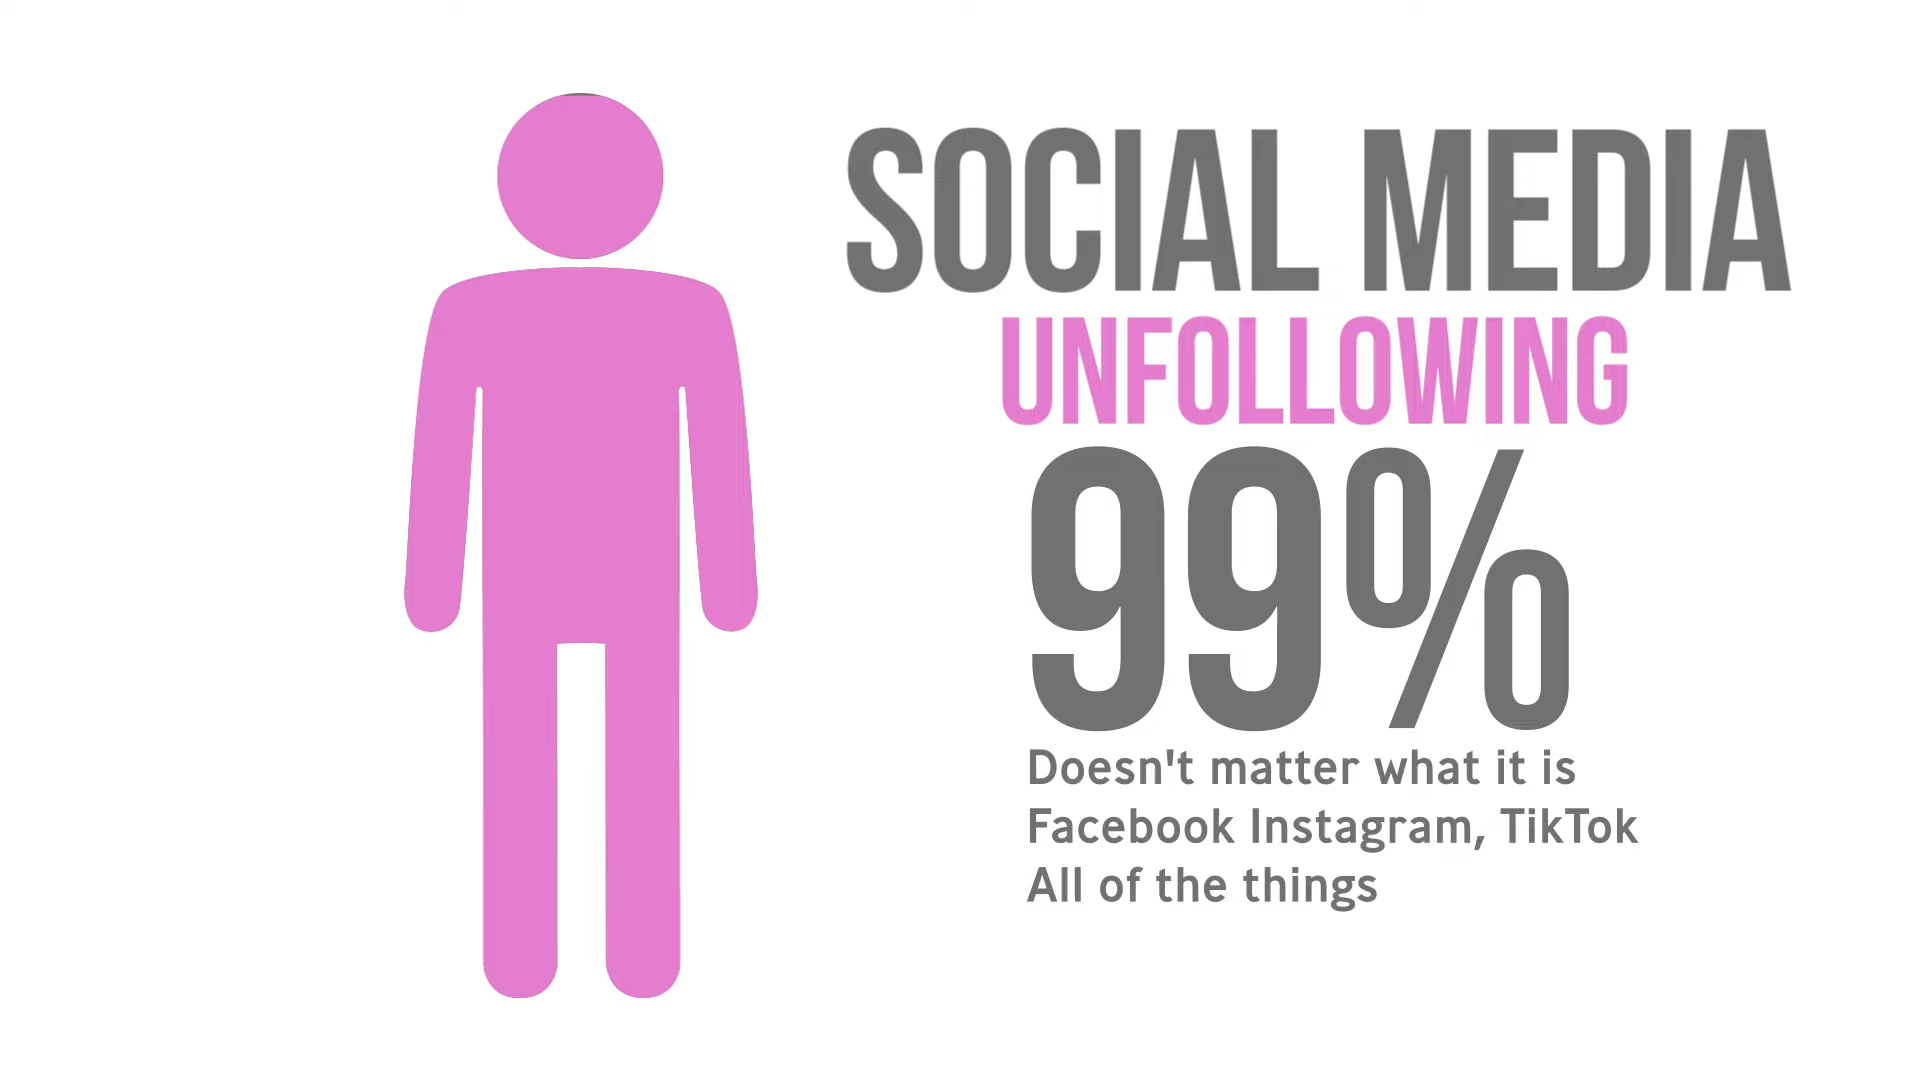 SOCIAL MEDIA
UNFOLLOWING
99%
Doesn't matter what it is
Facebook Instagram, TikTok
All of the things